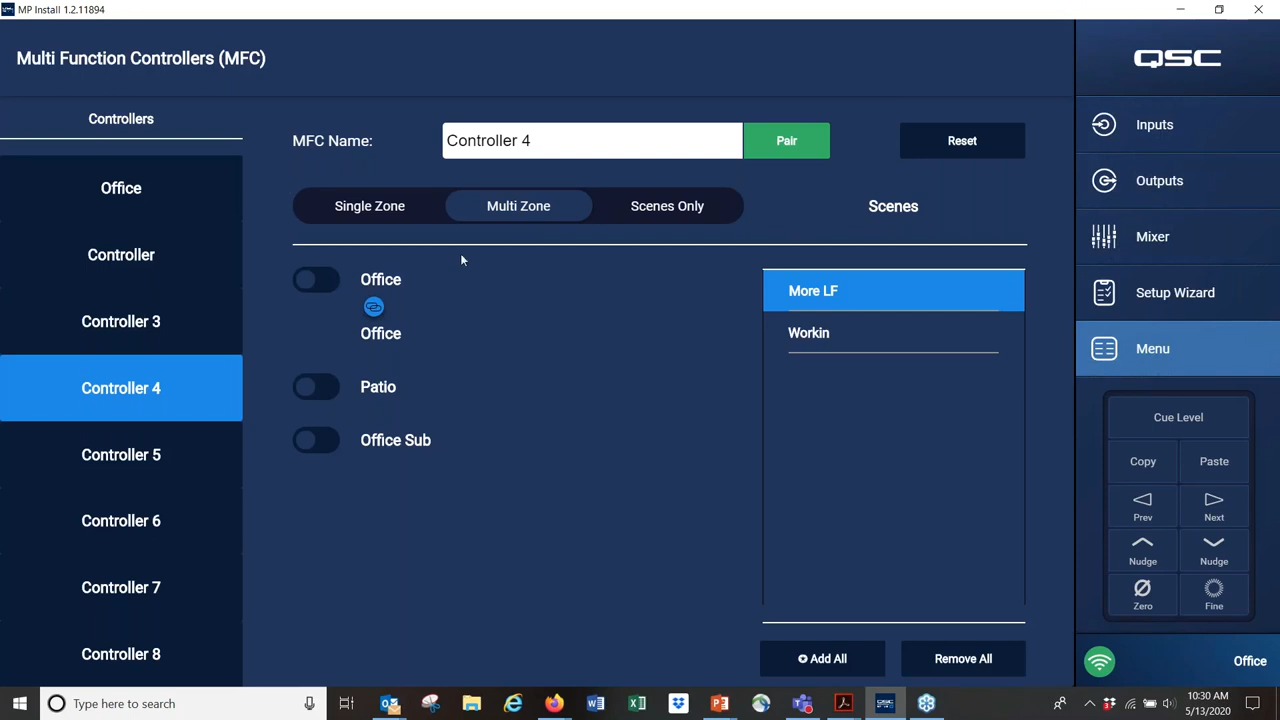 MP Install 1.2.11894
Multi Function Controllers (MFC)
Controllers
Office
Controller
Controller 3
Controller 4
Controller 5
Controller 6
Controller 7
Controller 8
MFC Name:
Controller 4
Pair
Reset
Single Zone
Multi Zone
Scenes Only
Scenes
Office
Office
Patio
Office Sub
More LF
Workin
Add All
Remove All
QSC
Inputs
Outputs
Mixer
Setup Wizard
Menu
Cue Level
Copy
Paste
Prev
Next
Nudge
Nudge
Zero
Fine
Office
Type here to search
10:30 AM
5/13/2020